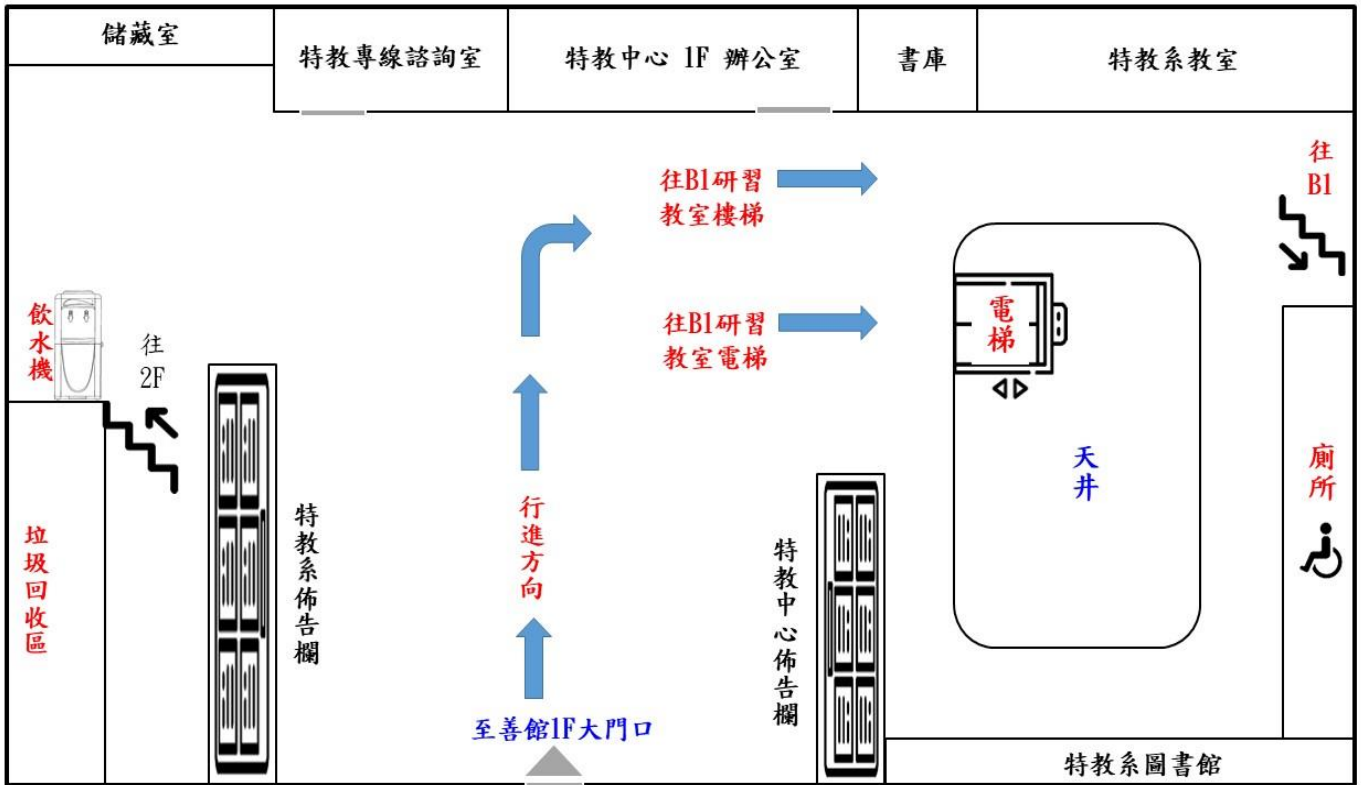 儲藏室
特教專線諮詢室
特教中心 1F 辦公室
書庫
特教系教室
往B1研習
教室樓梯
往
B1
往B1研習
教室電梯
電梯
飲水機
往
2F
天井
廁所
特教系佈告欄
行進方向
特教中心佈告欄
垃圾回收區
至善館1F大門口
特教系圖書館